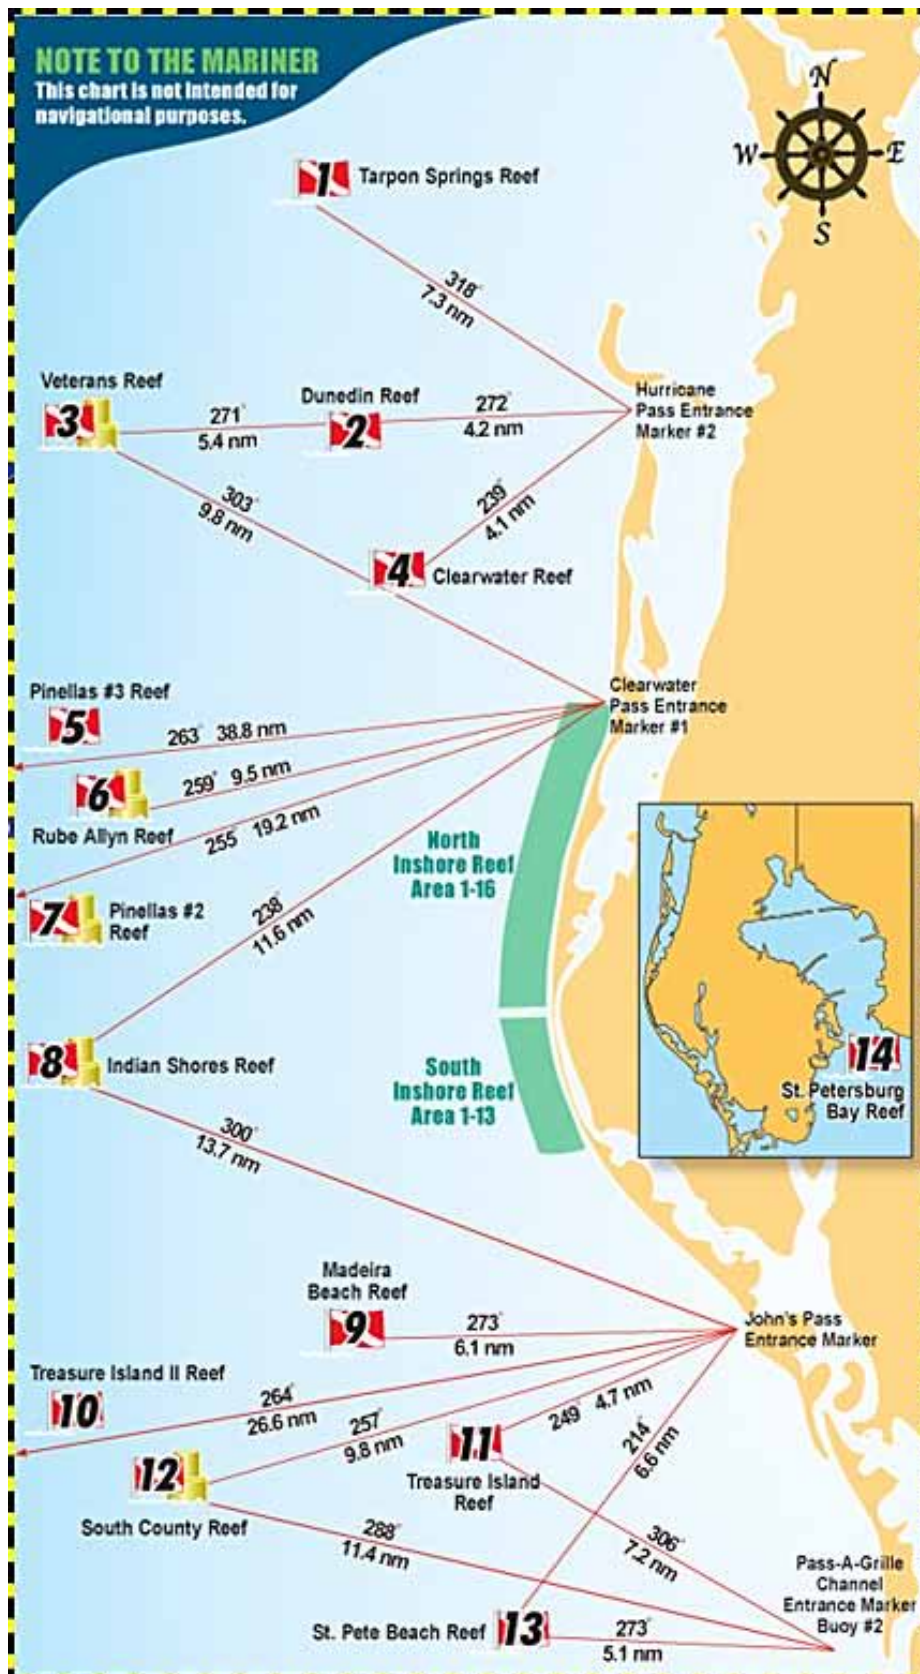 NOTE TO THE MARINER
This chart is not intended for
navigational purposes.
N
W
E
S
1
Tarpon Springs Reef
318°
7.3 nm
Veterans Reef
3
271°
5.4 nm
Dunedin Reef
2
272°
4.2 nm
Hurricane
Pass Entrance
Marker #2
303°
9.8 nm
239°
4.1 nm
4
Clearwater Reef
Clearwater
Pass Entrance
Marker #1
Pinellas #3 Reef
5
263° 38.8 nm
6
259° 9.5 nm
Rube Allyn Reef
255 19.2 nm
7
Pinellas #2
Reef
238°
11.6 nm
North
Inshore Reef
Area 1-16
8
Indian Shores Reef
South
Inshore Reef
Area 1-13
14
St. Petersburg
Bay Reef
300°
13.7 nm
Madeira
Beach Reef
9
273°
6.1 nm
John's Pass
Entrance Marker
Treasure Island II Reef
10
264°
26.6 nm
257°
9.8 nm
249° 4.7 nm
214°
6.6 nm
11
Treasure Island
Reef
12
South County Reef
288°
11.4 nm
306°
7.2 nm
Pass-A-Grille
Channel
Entrance Marker
Buoy #2
St. Pete Beach Reef
13
273°
5.1 nm